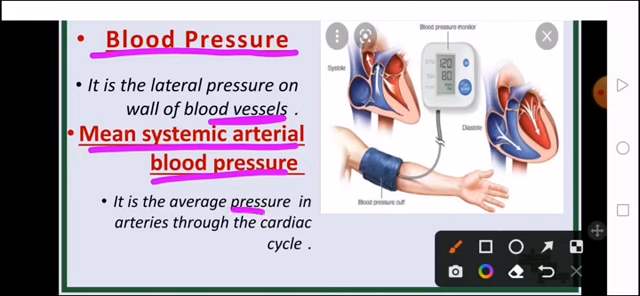 • Blood Pressure
• It is the lateral pressure on
wall of blood vessels .
• Mean systemic arterial
blood pressure
• It is the average pressure in
arteries through the cardiac
cycle .
Blood pressure monitor
Systole
120
80
Diastole
Blood pressure cuff